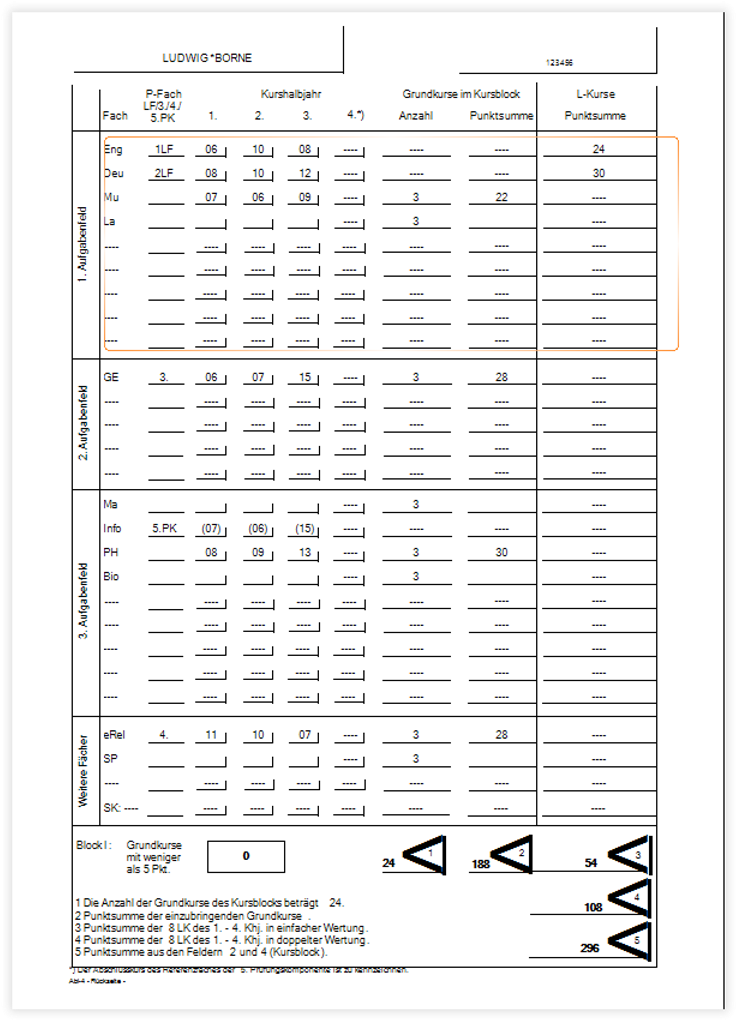 LUDWIG*BORNE
123456
P-Fach Kurshalbjahr Grundkurse im Kursblock L-Kurse
LF/3./4./
Fach 5.PK 1. 2. 3. 4.*) Anzahl Punktsumme Punktsumme
1. Aufgabenfeld
Eng 1LF 06 10 08 ---- ---- ---- 24
Deu 2LF 08 10 12 ---- ---- ---- 30
Mu 07 06 09 ---- 3 22 ----
La ---- 3 ----
---- ---- ---- ---- ---- ---- ---- ----
---- ---- ---- ---- ---- ---- ---- ----
---- ---- ---- ---- ---- ---- ---- ----
---- ---- ---- ---- ---- ---- ---- ----
---- ---- ---- ---- ---- ---- ---- ----
2. Aufgabenfeld
GE 3. 06 07 15 ---- 3 28 ----
---- ---- ---- ---- ---- ---- ---- ----
---- ---- ---- ---- ---- ---- ---- ----
---- ---- ---- ---- ---- ---- ---- ----
---- ---- ---- ---- ---- ---- ---- ----
3. Aufgabenfeld
Ma ---- 3 ----
Info 5.PK (07) (06) (15) ---- ---- ---- ----
PH 08 09 13 ---- 3 30 ----
Bio ---- 3 ----
---- ---- ---- ---- ---- ---- ---- ----
---- ---- ---- ---- ---- ---- ---- ----
---- ---- ---- ---- ---- ---- ---- ----
---- ---- ---- ---- ---- ---- ---- ----
---- ---- ---- ---- ---- ---- ---- ----
Weitere Fächer
eRel 4. 11 10 07 ---- 3 28 ----
SP ---- 3 ----
---- ---- ---- ---- ---- ---- ---- ----
SK: ---- ---- ---- ---- ---- ---- ---- ----
Block I: Grundkurse
mit weniger 0 24 1 188 2 54 3
als 5 Pkt.
108 4
1 Die Anzahl der Grundkurse des Kursblocks beträgt 24.
2 Punktsumme der einzubringenden Grundkurse .
3 Punktsumme der 8 LK des 1. - 4. Khj. in einfacher Wertung.
4 Punktsumme der 8 LK des 1. - 4. Khj. in doppelter Wertung.
5 Punktsumme aus den Feldern 2 und 4 (Kursblock).
296 5
*) Der Abschlusskurs des Referenzfaches der 5. Prüfungskomponente ist zu kennzeichnen.
Abi-4 - Rückseite -